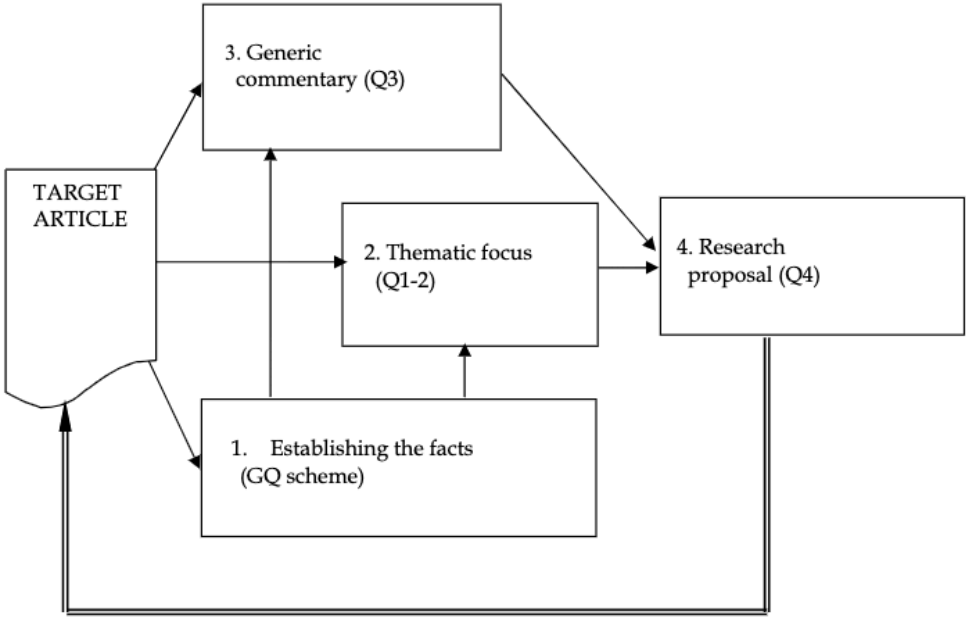 3. Generic
commentary (Q3)
TARGET
ARTICLE
2. Thematic focus
(Q1-2)
4. Research
proposal (Q4)
1. Establishing the facts
(GQ scheme)